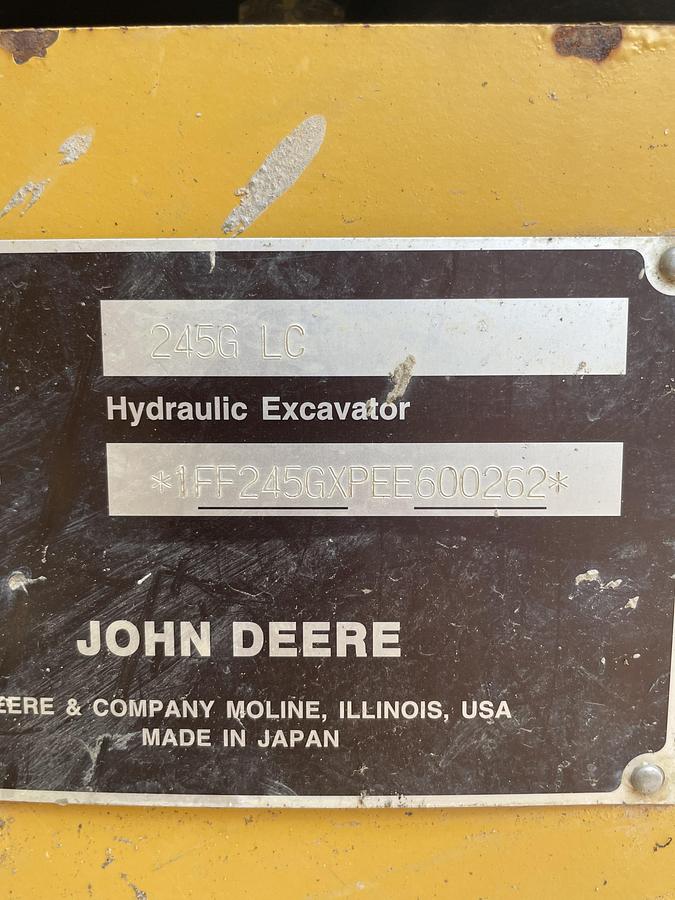 245G LC
Hydraulic Excavator
*1FF245GXPEE600262*
JOHN DEERE
EERE & COMPANY MOLINE, ILLINOIS, USA
MADE IN JAPAN